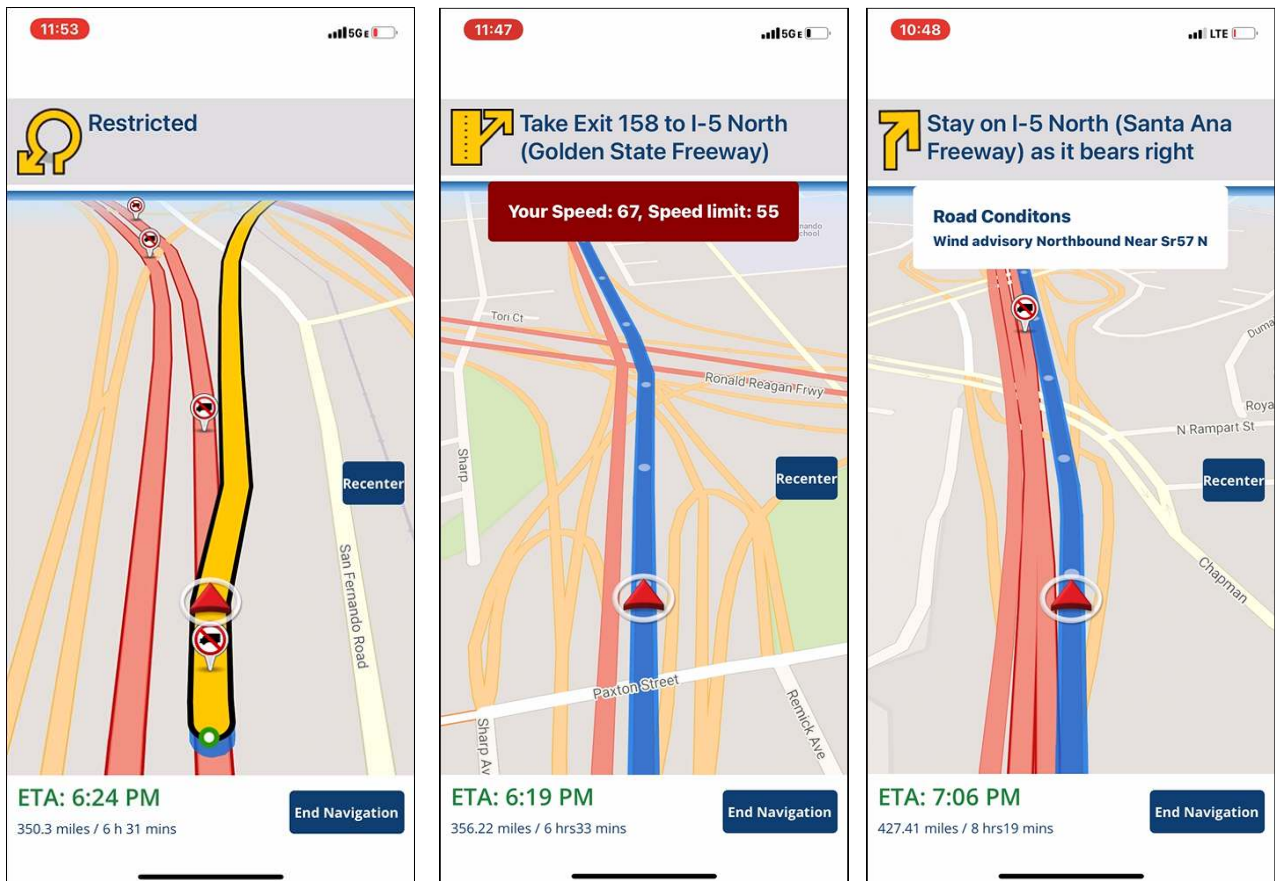 11:53
5G E
Restricted
Recenter
San Fernando Road
ETA: 6:24 PM
350.3 miles / 6 h 31 mins
End Navigation
11:47
5G E
Take Exit 158 to I-5 North
(Golden State Freeway)
Your Speed: 67, Speed limit: 55
nando
chool
Tori Ct
Ronald Reagan Frwy
Sharp
Recenter
Paxton Street
Remick Ave
Sharp Av
ETA: 6:19 PM
356.22 miles / 6 hrs33 mins
End Navigation
10:48
LTE
Stay on I-5 North (Santa Ana
Freeway) as it bears right
Road Conditons
Wind advisory Northbound Near Sr57 N
Duma
Roya
N Rampart St
Recenter
Chapman
ETA: 7:06 PM
427.41 miles / 8 hrs19 mins
End Navigation